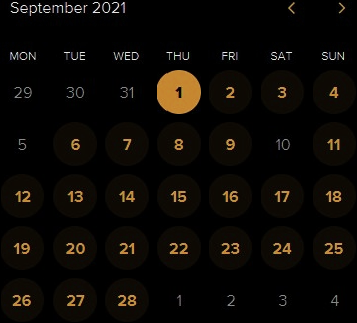 September 2021
MON TUE WED THU FRI SAT SUN
29 30 31 1 2 3 4
5 6 7 8 9 10 11
12 13 14 15 16 17 18
19 20 21 22 23 24 25
26 27 28 1 2 3 4